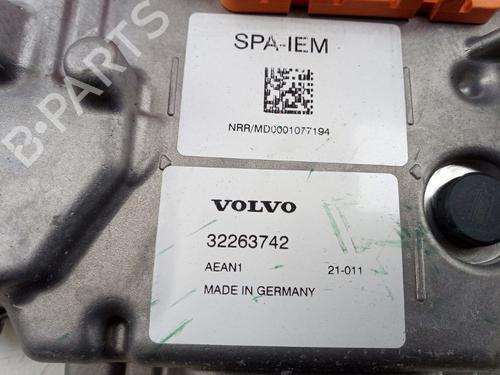 SPA-IEM
NRR/MD0001077194
B-PARTS
VOLVO
32263742
AEAN1 21-011
MADE IN GERMANY